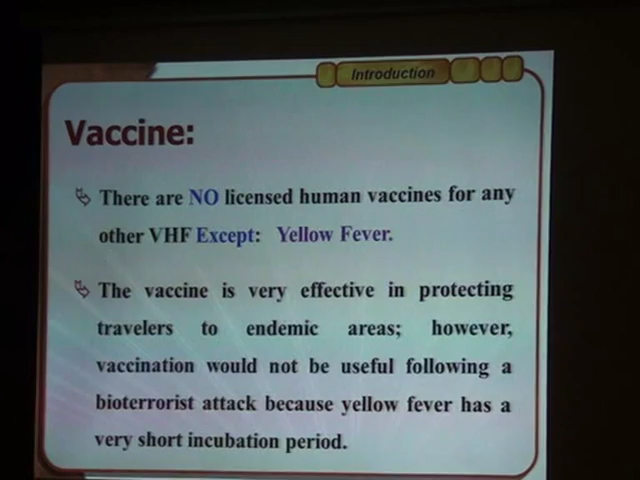 Introduction
Vaccine:
There are NO licensed human vaccines for any
other VHF Except: Yellow Fever.
The vaccine is very effective in protecting
travelers to endemic areas; however,
vaccination would not be useful following a
bioterrorist attack because yellow fever has a
very short incubation period.